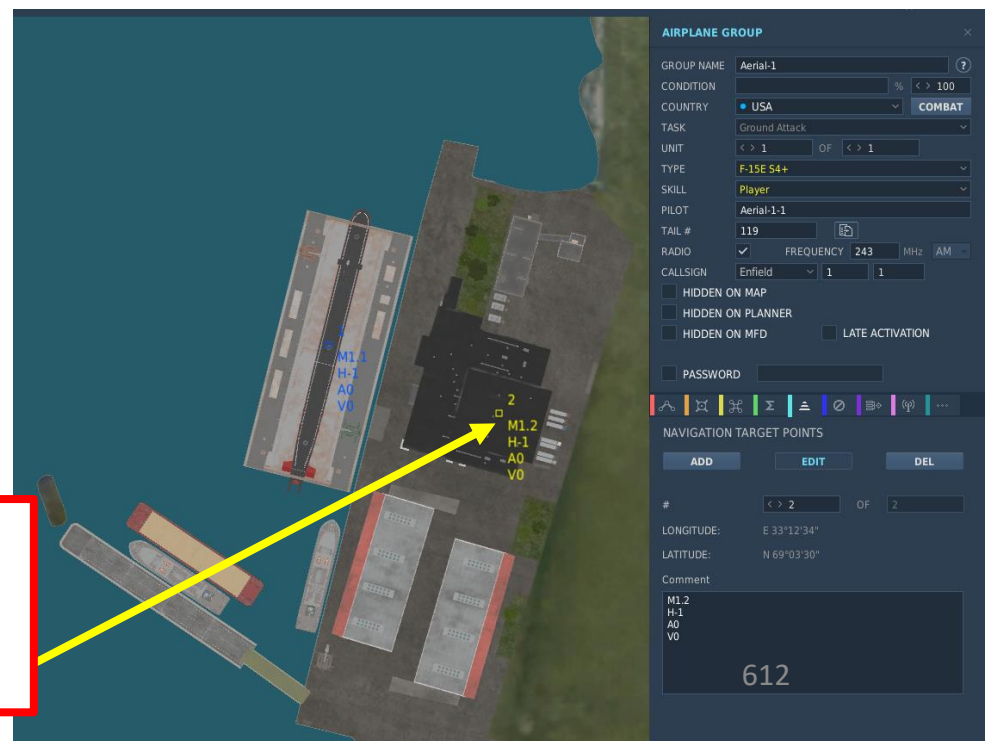 1
M1.1
H-1
A0
V0
2
M1.2
H-1
A0
V0
AIRPLANE GROUP ×
GROUP NAME Aerial-1 ?
CONDITION % < > 100
COUNTRY USA COMBAT
TASK Ground Attack
UNIT < > 1 OF < > 1
TYPE F-15E S4+
SKILL Player
PILOT Aerial-1-1
TAIL # 119
RADIO FREQUENCY 243 MHz AM
CALLSIGN Enfield 1 1
HIDDEN ON MAP
HIDDEN ON PLANNER
HIDDEN ON MFD LATE ACTIVATION
PASSWORD
NAVIGATION TARGET POINTS
ADD EDIT DEL
# < > 2 OF 2
LONGITUDE: E 33°12'34"
LATITUDE: N 69°03'30"
Comment
M1.2
H-1
A0
V0
612